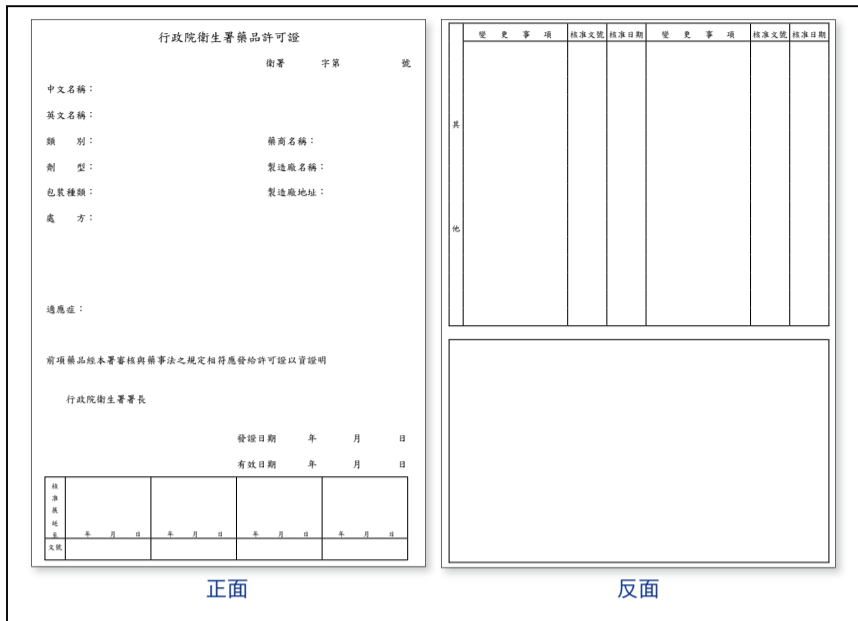 行政院衛生署藥品許可證
衛署 字第 號
中文名稱：
英文名稱：
類 別： 藥商名稱：
劑 型： 製造廠名稱：
包裝種類： 製造廠地址：
處 方：
適應症：
前項藥品經本署審核與藥事法之規定相符應發給許可證以資證明
行政院衛生署署長
發證日期 年 月 日
有效日期 年 月 日
核准展延至
年 月 日 年 月 日 年 月 日 年 月 日
文號
正面
變更事項 核准文號 核准日期 變更事項 核准文號 核准日期
其他
反面